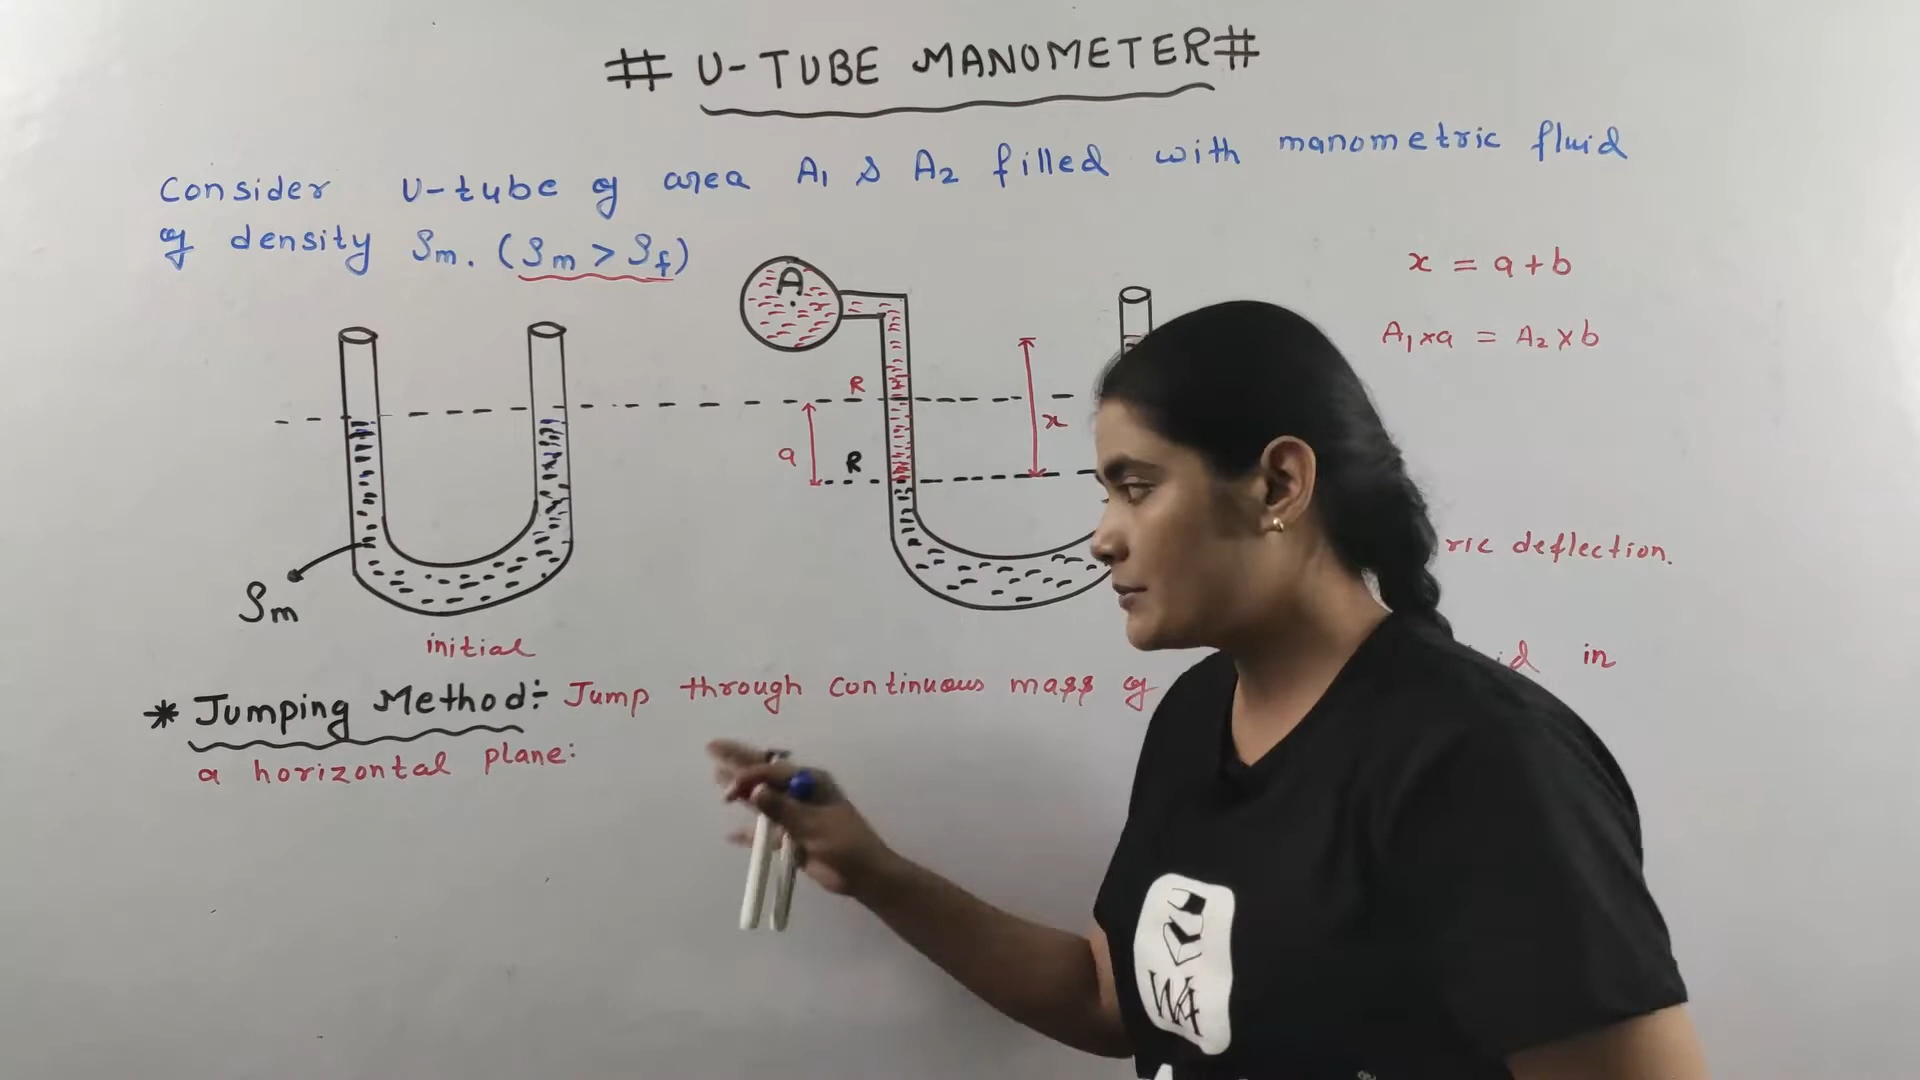 # U-TUBE MANOMETER #
Consider U-tube of area A₁ & A₂ filled with manometric fluid
of density ρm. (ρm > ρf)
x = a+b
A₁×a = A₂×b
A
R
x
a
R
ρm
initial
deflection.
* Jumping Method:- Jump through continuous mass of
in
a horizontal plane: